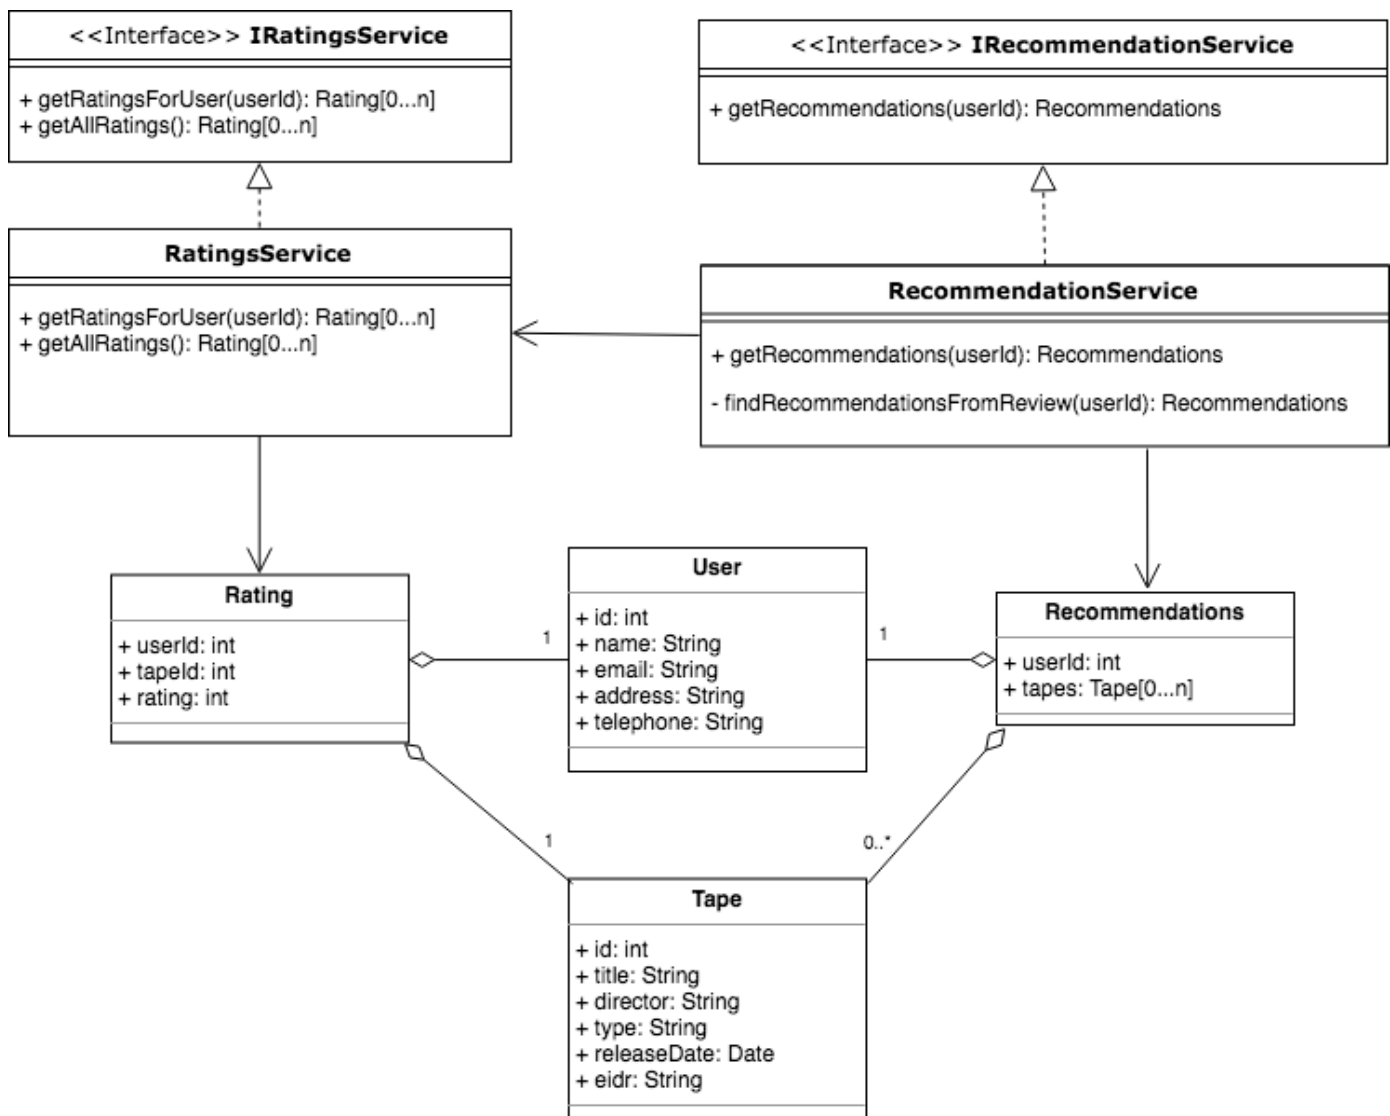 <<Interface>> IRatingsService
+ getRatingsForUser(userId): Rating[0...n]
+ getAllRatings(): Rating[0...n]
<<Interface>> IRecommendationService
+ getRecommendations(userId): Recommendations
RatingsService
+ getRatingsForUser(userId): Rating[0...n]
+ getAllRatings(): Rating[0...n]
RecommendationService
+ getRecommendations(userId): Recommendations
- findRecommendationsFromReview(userId): Recommendations
Rating
+ userId: int
+ tapeId: int
+ rating: int
1
User
+ id: int
+ name: String
+ email: String
+ address: String
+ telephone: String
1
Recommendations
+ userId: int
+ tapes: Tape[0...n]
1
0..*
Tape
+ id: int
+ title: String
+ director: String
+ type: String
+ releaseDate: Date
+ eidr: String